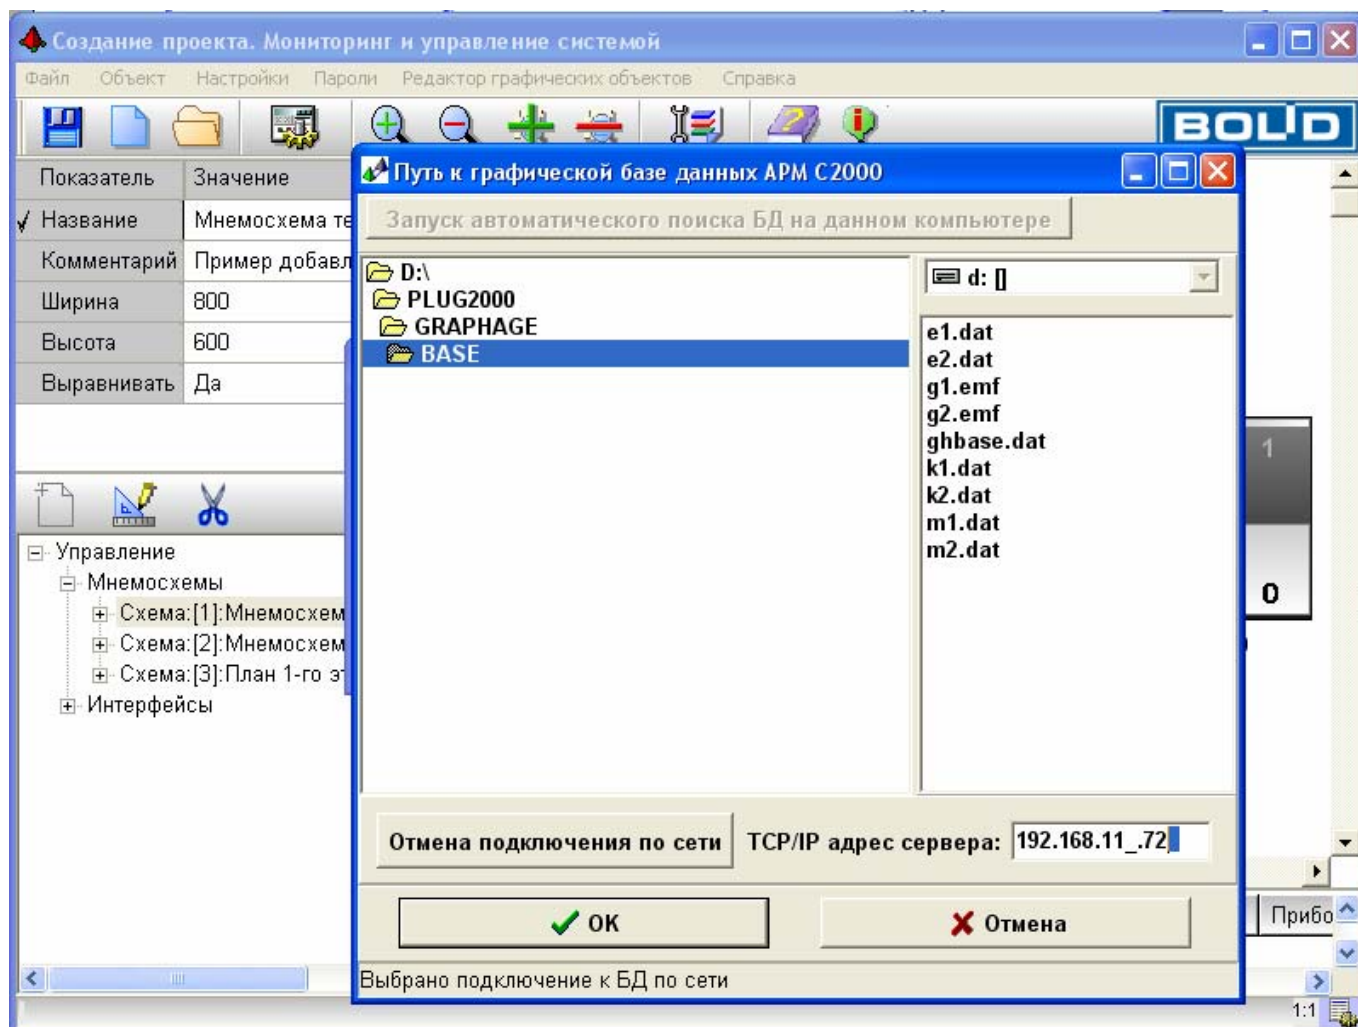 Создание проекта. Мониторинг и управление системой
Файл Объект Настройки Пароли Редактор графических объектов Справка
BOLID
Показатель Значение
Название Мнемосхема те
Комментарий Пример добавл
Ширина 800
Высота 600
Выравнивать Да
Управление
Мнемосхемы
Схема:[1]:Мнемосхем
Схема:[2]:Мнемосхем
Схема:[3]:План 1-го эт
Интерфейсы
Путь к графической базе данных АРМ С2000
Запуск автоматического поиска БД на данном компьютере
D:\
PLUG2000
GRAPHAGE
BASE
d: []
e1.dat
e2.dat
g1.emf
g2.emf
ghbase.dat
k1.dat
k2.dat
m1.dat
m2.dat
Отмена подключения по сети TCP/IP адрес сервера: 192.168.11_.72
OK Отмена
Выбрано подключение к БД по сети
1
0
Прибо
1:1